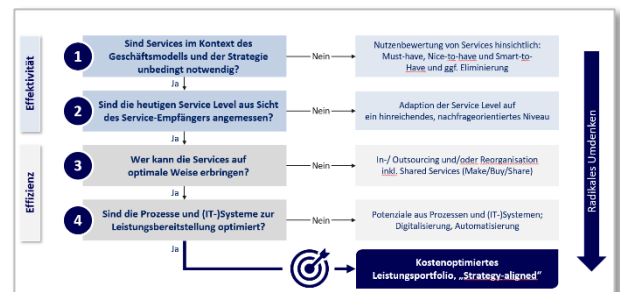 Effektivität
1
Sind Services im Kontext des
Geschäftsmodells und der Strategie
unbedingt notwendig?
Nein
Nutzenbewertung von Services hinsichtlich:
Must-have, Nice-to-have und Smart-to-
Have und ggf. Eliminierung
Ja
2
Sind die heutigen Service Level aus Sicht
des Service-Empfängers angemessen?
Nein
Adaption der Service Level auf
ein hinreichendes, nachfrageorientiertes Niveau
Ja
Effizienz
3
Wer kann die Services auf
optimale Weise erbringen?
Nein
In-/ Outsourcing und/oder Reorganisation
inkl. Shared Services (Make/Buy/Share)
Ja
4
Sind die Prozesse und (IT-)Systeme zur
Leistungsbereitstellung optimiert?
Nein
Potenziale aus Prozessen und (IT-)Systemen;
Digitalisierung, Automatisierung
Ja
Kostenoptimiertes
Leistungsportfolio, „Strategy-aligned"
Radikales Umdenken